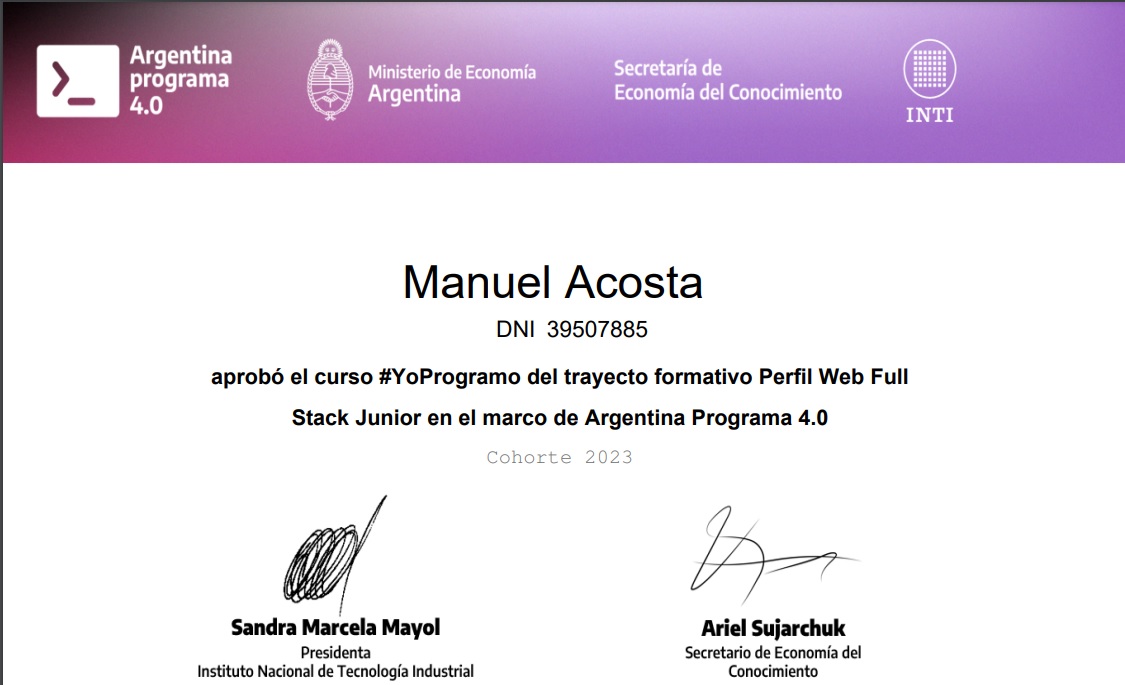 Argentina
programa
4.0
Ministerio de Economía
Argentina
Secretaría de
Economía del Conocimiento
INTI
Manuel Acosta
DNI 39507885
aprobó el curso #YoProgramo del trayecto formativo Perfil Web Full
Stack Junior en el marco de Argentina Programa 4.0
Cohorte 2023
Sandra Marcela Mayol
Presidenta
Instituto Nacional de Tecnología Industrial
Ariel Sujarchuk
Secretario de Economía del
Conocimiento